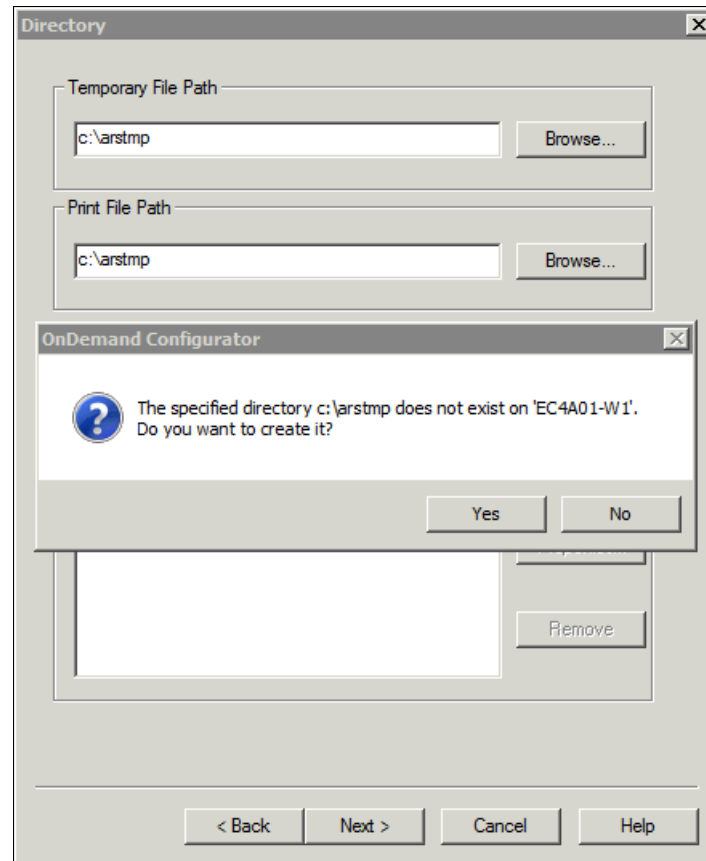 Directory
Temporary File Path
c:\arstmp
Browse...
Print File Path
c:\arstmp
Browse...
OnDemand Configurator
The specified directory c:\arstmp does not exist on 'EC4A01-W1'.
Do you want to create it?
Yes
No
Remove
< Back
Next >
Cancel
Help